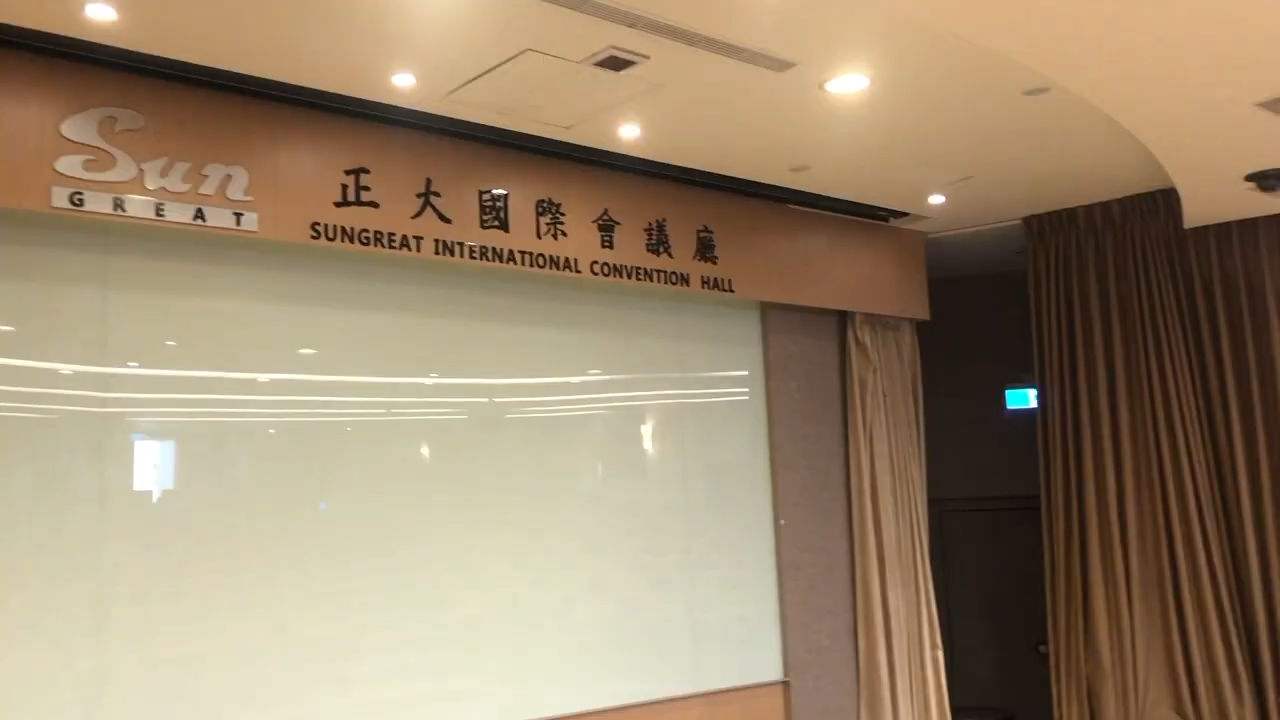 Sun
GREAT
正大國際會議廳
SUNGREAT INTERNATIONAL CONVENTION HALL